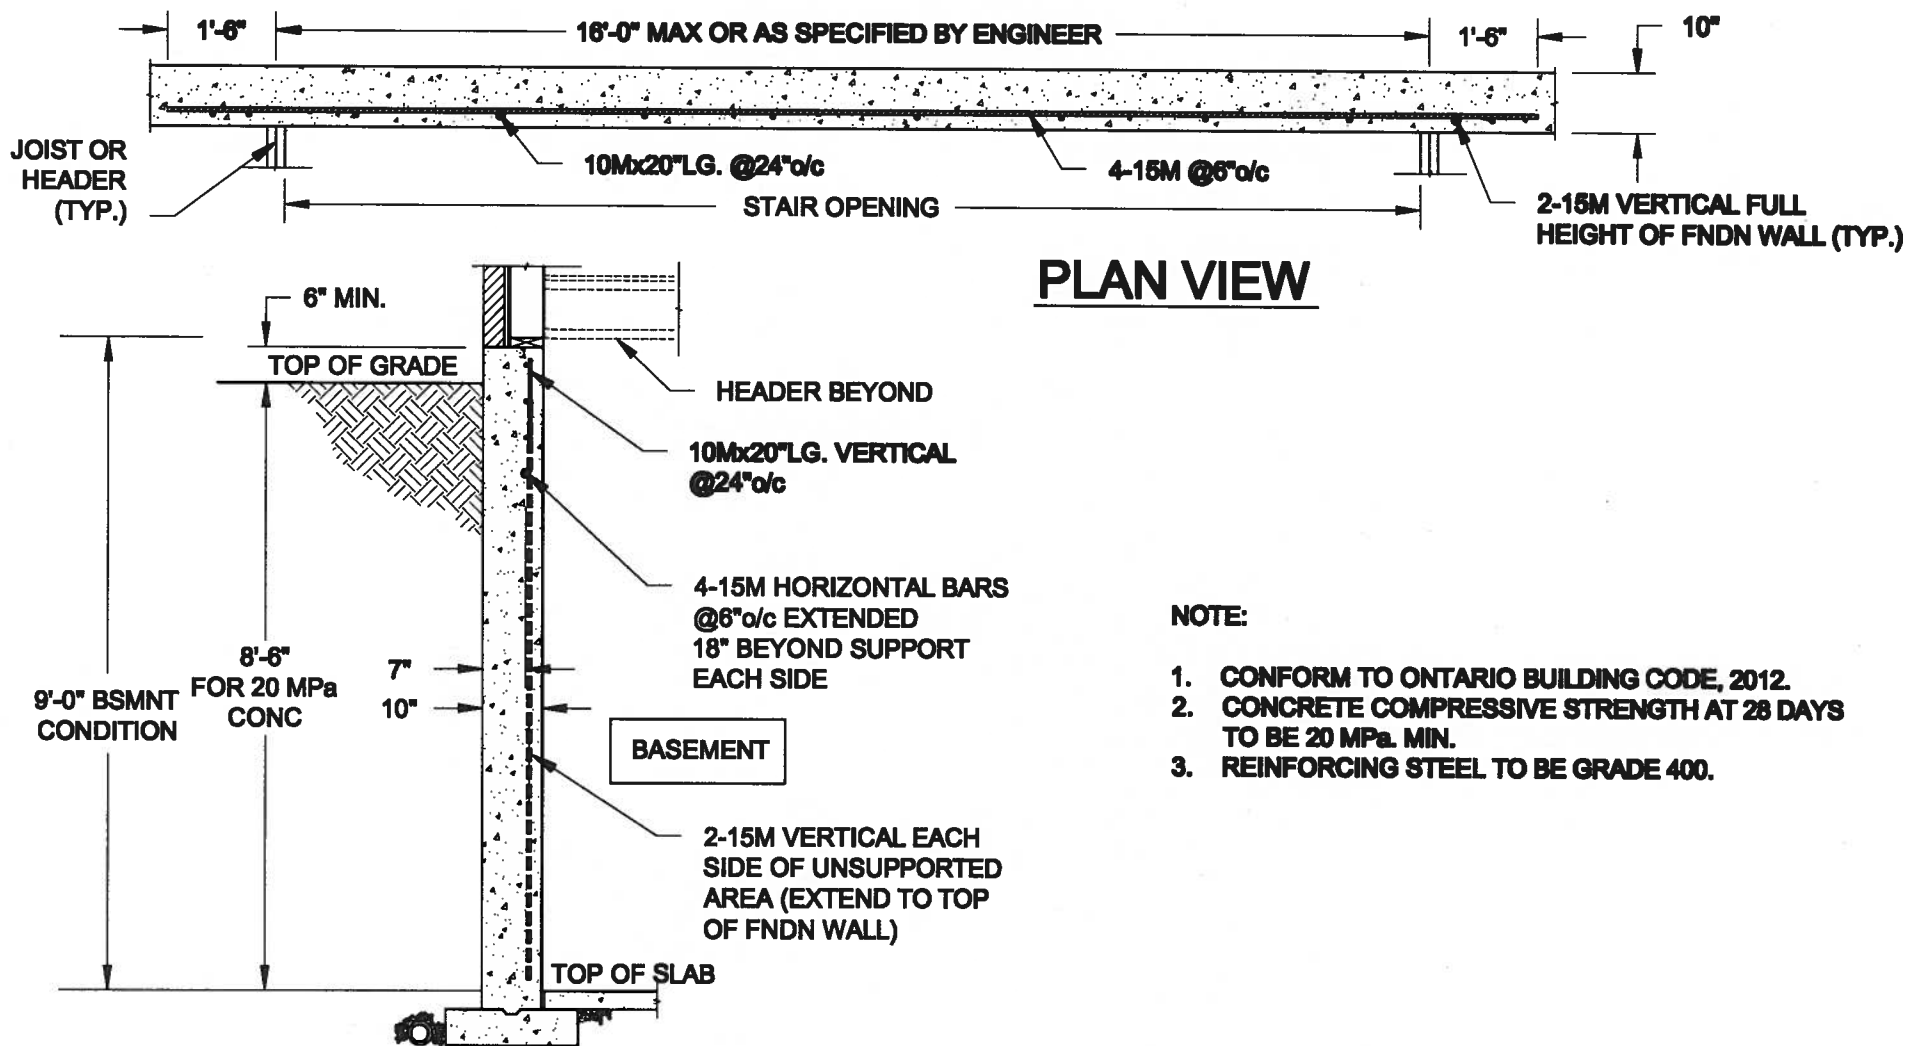 1'-6"
16'-0" MAX OR AS SPECIFIED BY ENGINEER
1'-6"
10"
JOIST OR
HEADER
(TYP.)
10Mx20"LG. @24"o/c
4-15M @6"o/c
STAIR OPENING
2-15M VERTICAL FULL
HEIGHT OF FNDN WALL (TYP.)
PLAN VIEW
6" MIN.
TOP OF GRADE
HEADER BEYOND
10Mx20"LG. VERTICAL
@24"o/c
4-15M HORIZONTAL BARS
@6"o/c EXTENDED
18" BEYOND SUPPORT
EACH SIDE
9'-0" BSMNT
CONDITION
8'-6"
FOR 20 MPa
CONC
7"
10"
BASEMENT
2-15M VERTICAL EACH
SIDE OF UNSUPPORTED
AREA (EXTEND TO TOP
OF FNDN WALL)
TOP OF SLAB
NOTE:
1. CONFORM TO ONTARIO BUILDING CODE, 2012.
2. CONCRETE COMPRESSIVE STRENGTH AT 28 DAYS
TO BE 20 MPa. MIN.
3. REINFORCING STEEL TO BE GRADE 400.